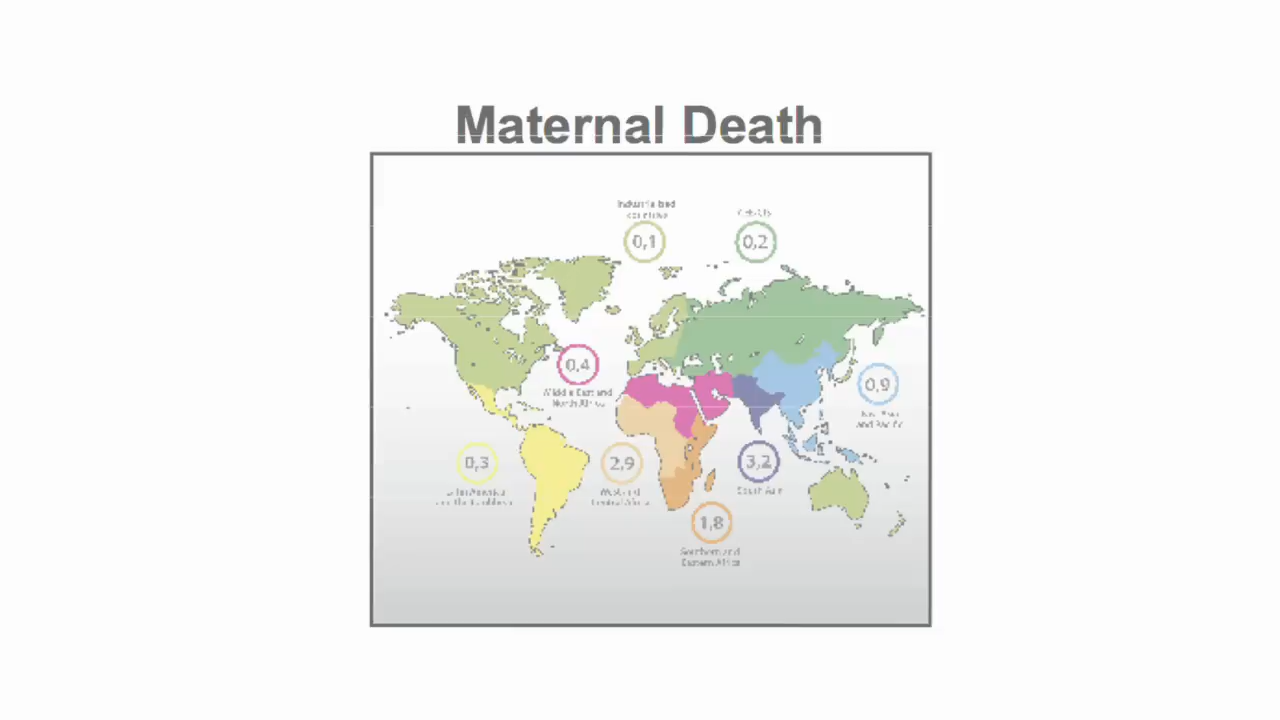 Maternal Death
Industrialised
countries
0,1
0,2
0,4
Middle East and
North Africa
0,9
East Asia
and Pacific
0,3
Latin America
and the Caribbean
2,9
West and
Central Africa
3,2
South Asia
1,8
Southern and
Eastern Africa